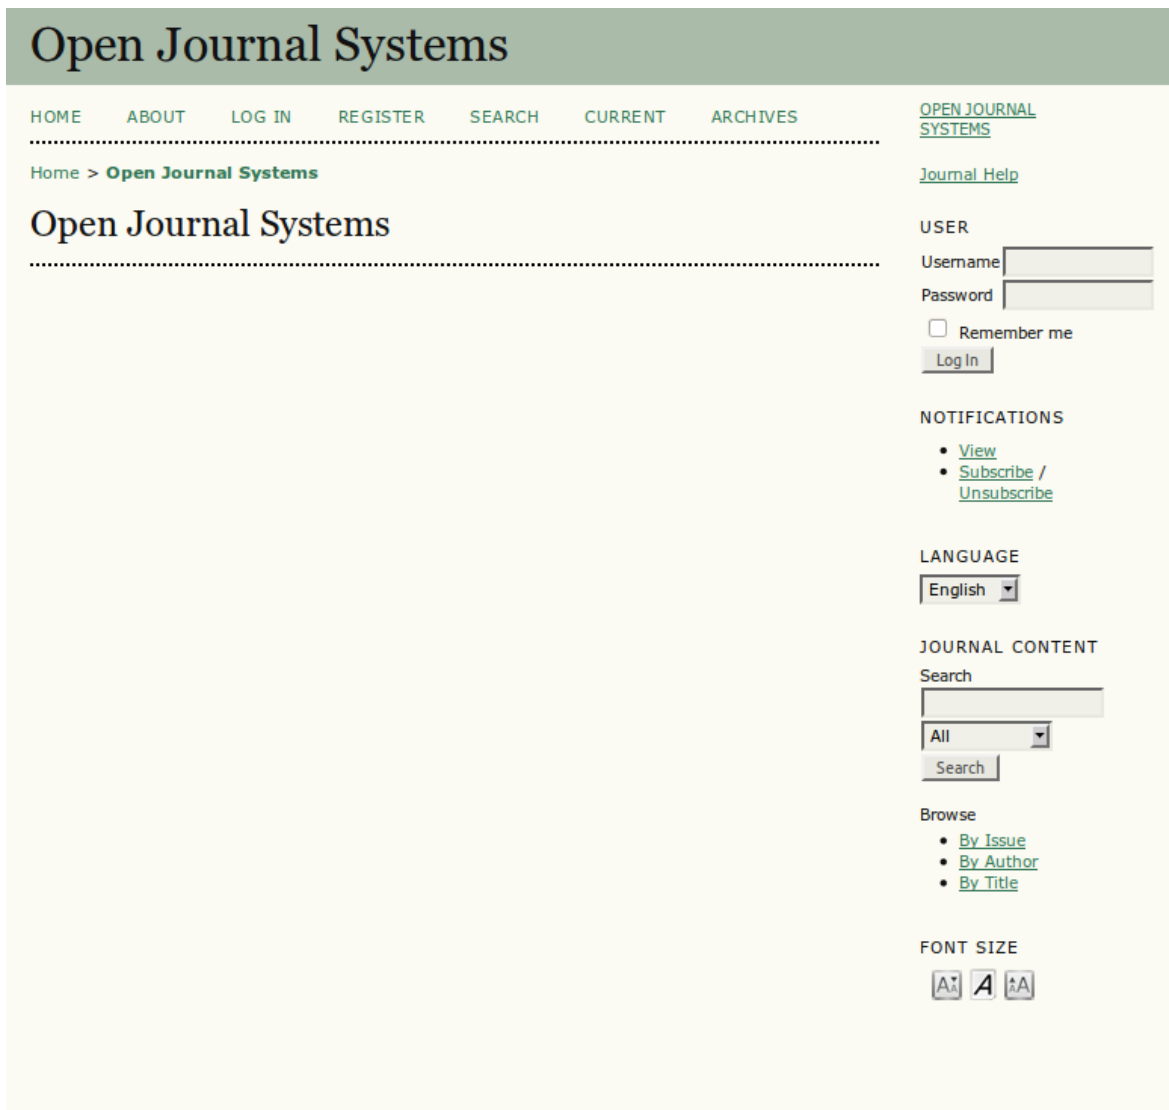 Open Journal Systems
HOME ABOUT LOG IN REGISTER SEARCH CURRENT ARCHIVES
Home > Open Journal Systems
Open Journal Systems
OPEN JOURNAL
SYSTEMS
Journal Help
USER
Username
Password
Remember me
Log In
NOTIFICATIONS
View
Subscribe /
Unsubscribe
LANGUAGE
English
JOURNAL CONTENT
Search
All
Search
Browse
By Issue
By Author
By Title
FONT SIZE
AA A AA